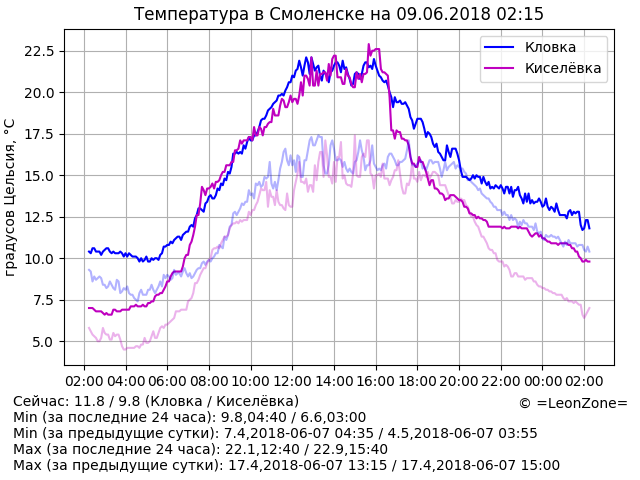 Температура в Смоленске на 09.06.2018 02:15
градусов Цельсия, °C
22.5
20.0
17.5
15.0
12.5
10.0
7.5
5.0
Кловка
Киселёвка
02:00 04:00 06:00 08:00 10:00 12:00 14:00 16:00 18:00 20:00 22:00 00:00 02:00
Сейчас: 11.8 / 9.8 (Кловка / Киселёвка)
© =LeonZone=
Min (за последние 24 часа): 9.8,04:40 / 6.6,03:00
Min (за предыдущие сутки): 7.4,2018-06-07 04:35 / 4.5,2018-06-07 03:55
Max (за последние 24 часа): 22.1,12:40 / 22.9,15:40
Max (за предыдущие сутки): 17.4,2018-06-07 13:15 / 17.4,2018-06-07 15:00